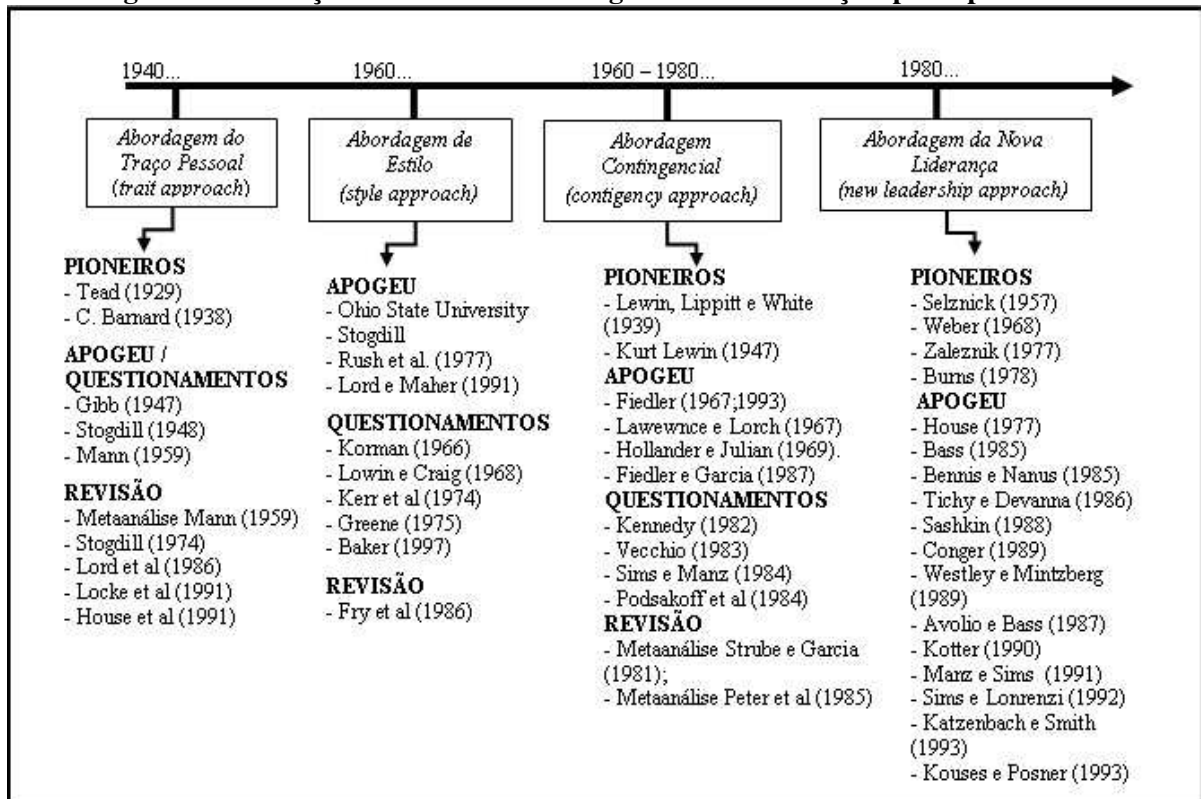 1940...
1960...
1960 – 1980...
1980...
Abordagem do
Traço Pessoal
(trait approach)
Abordagem de
Estilo
(style approach)
Abordagem
Contingencial
(contigency approach)
Abordagem da Nova
Liderança
(new leadership approach)
PIONEIROS
- Tead (1929)
- C. Barnard (1938)
APOGEU /
QUESTIONAMENTOS
- Gibb (1947)
- Stogdill (1948)
- Mann (1959)
REVISÃO
- Metaanálise Mann (1959)
- Stogdill (1974)
- Lord et al (1986)
- Locke et al (1991)
- House et al (1991)
APOGEU
- Ohio State University
- Stogdill
- Rush et al. (1977)
- Lord e Maher (1991)
QUESTIONAMENTOS
- Korman (1966)
- Lowin e Craig (1968)
- Kerr et al (1974)
- Greene (1975)
- Baker (1997)
REVISÃO
- Fry et al (1986)
PIONEIROS
- Lewin, Lippitt e White
(1939)
- Kurt Lewin (1947)
APOGEU
- Fiedler (1967;1993)
- Lawewnce e Lorch (1967)
- Hollander e Julian (1969).
- Fiedler e Garcia (1987)
QUESTIONAMENTOS
- Kennedy (1982)
- Vecchio (1983)
- Sims e Manz (1984)
- Podsakoff et al (1984)
REVISÃO
- Metaanálise Strube e Garcia
(1981);
- Metaanálise Peter et al (1985)
PIONEIROS
- Selznick (1957)
- Weber (1968)
- Zaleznik (1977)
- Burns (1978)
APOGEU
- House (1977)
- Bass (1985)
- Bennis e Nanus (1985)
- Tichy e Devanna (1986)
- Sashkin (1988)
- Conger (1989)
- Westley e Mintzberg
(1989)
- Avolio e Bass (1987)
- Kotter (1990)
- Manz e Sims (1991)
- Sims e Lonrenzi (1992)
- Katzenbach e Smith
(1993)
- Kouses e Posner (1993)